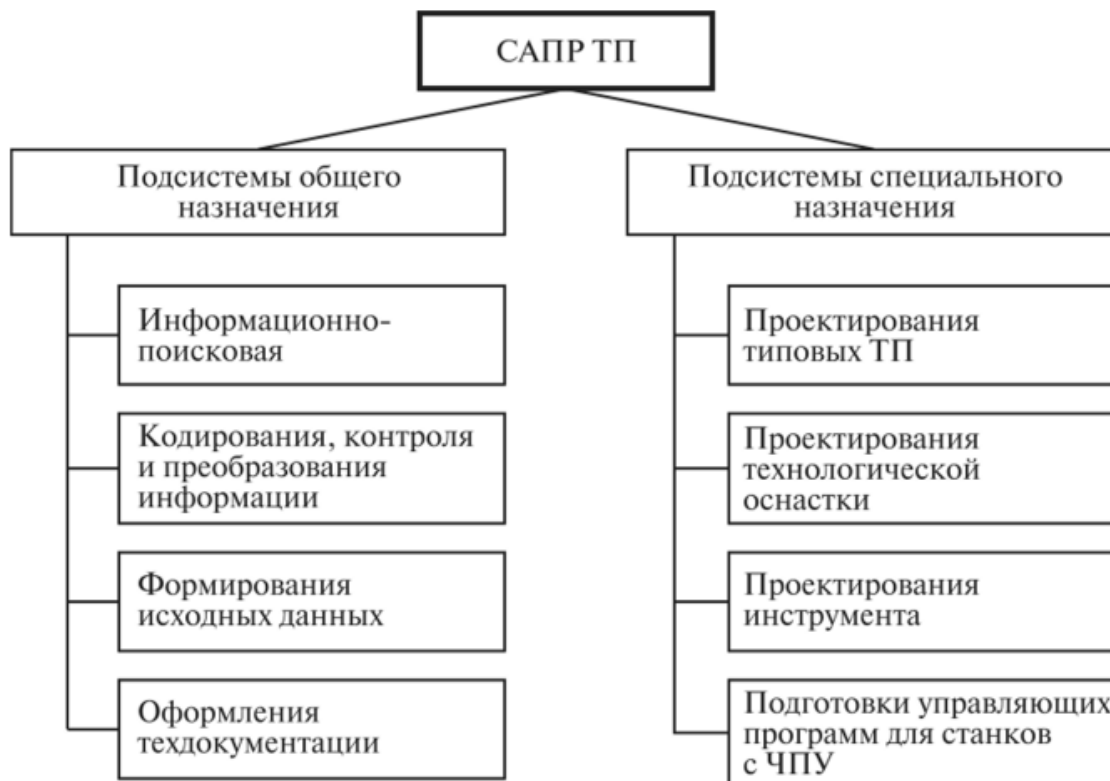 САПР ТП
Подсистемы общего
назначения
Информационно-
поисковая
Кодирования, контроля
и преобразования
информации
Формирования
исходных данных
Оформления
техдокументации
Подсистемы специального
назначения
Проектирования
типовых ТП
Проектирования
технологической
оснастки
Проектирования
инструмента
Подготовки управляющих
программ для станков
с ЧПУ